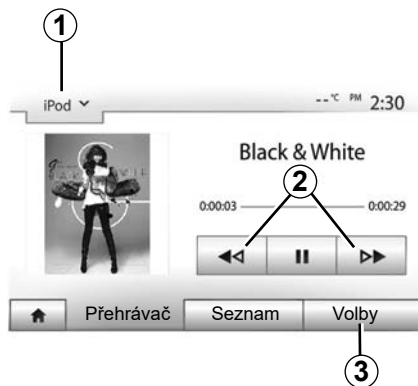 1
iPod
--°C PM 2:30
Black & White
2
0:00:03 0:00:29
Přehrávač Seznam Volby
3